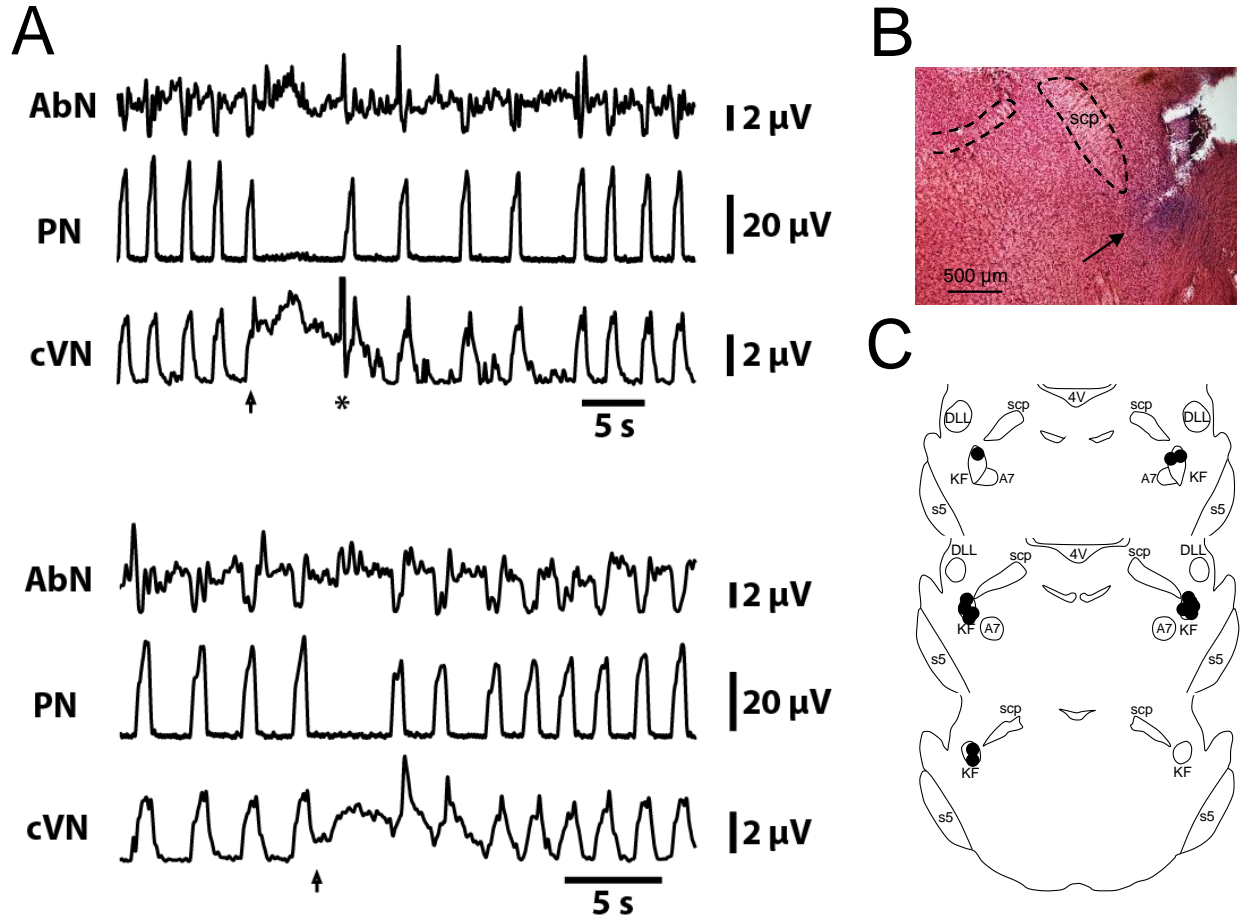 A
AbN
2 µV
PN
20 µV
cVN
2 µV
*
5 s
AbN
2 µV
PN
20 µV
cVN
2 µV
5 s
B
scp
500 µm
C
4V
scp
scp
DLL
DLL
KF
A7
A7
KF
s5
s5
DLL
scp
4V
scp
DLL
KF
A7
A7
KF
s5
s5
scp
scp
KF
KF
s5
s5